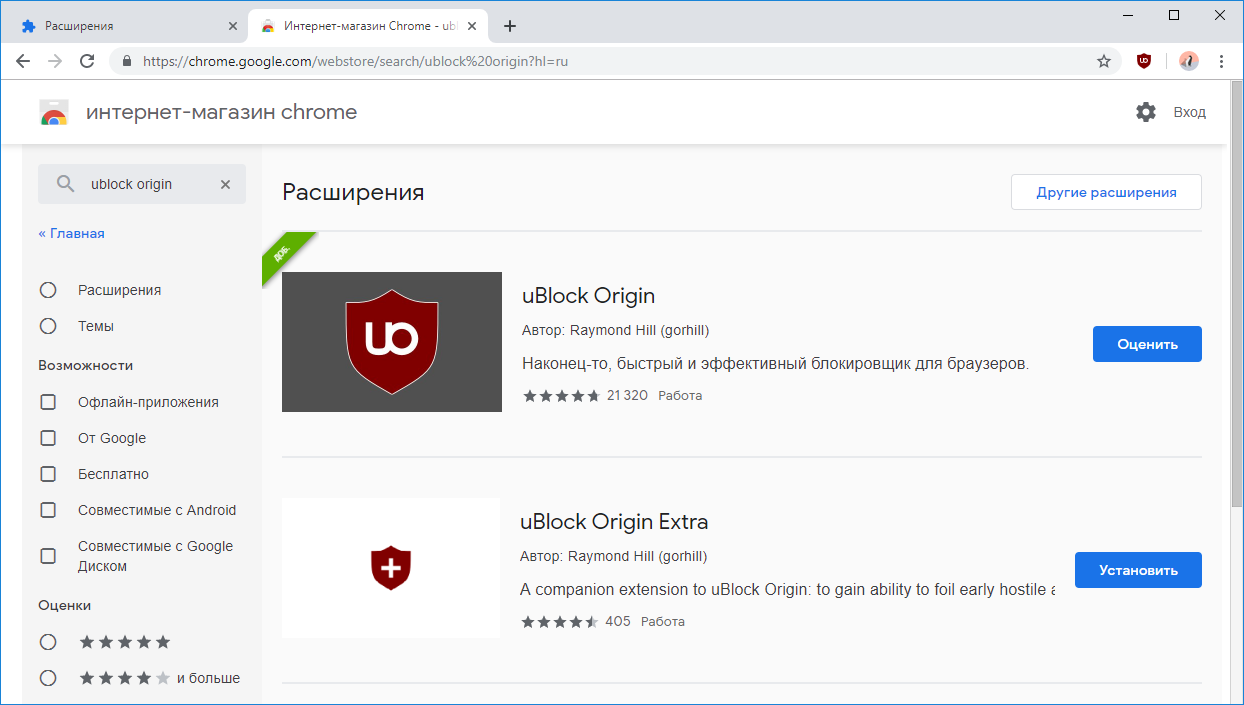 Расширения
Интернет-магазин Chrome - ubl
https://chrome.google.com/webstore/search/ublock%20origin?hl=ru
интернет-магазин chrome
Вход
ublock origin
« Главная
Расширения
Темы
Возможности
Офлайн-приложения
От Google
Бесплатно
Совместимые с Android
Совместимые с Google
Диском
Оценки
и больше
Расширения
Другие расширения
ДОБ.
uBlock Origin
Автор: Raymond Hill (gorhill)
Наконец-то, быстрый и эффективный блокировщик для браузеров.
21 320 Работа
Оценить
uBlock Origin Extra
Автор: Raymond Hill (gorhill)
A companion extension to uBlock Origin: to gain ability to foil early hostile a
405 Работа
Установить